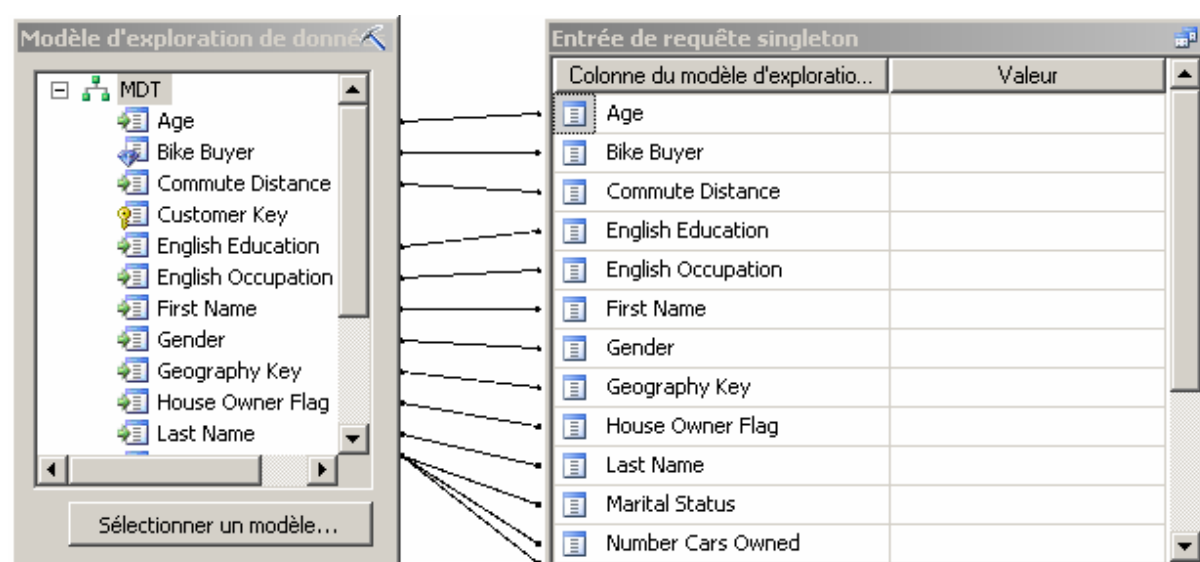 Modèle d'exploration de donné
MDT
Age
Bike Buyer
Commute Distance
Customer Key
English Education
English Occupation
First Name
Gender
Geography Key
House Owner Flag
Last Name
Sélectionner un modèle...
Entrée de requête singleton
Colonne du modèle d'exploratio... Valeur
Age
Bike Buyer
Commute Distance
English Education
English Occupation
First Name
Gender
Geography Key
House Owner Flag
Last Name
Marital Status
Number Cars Owned